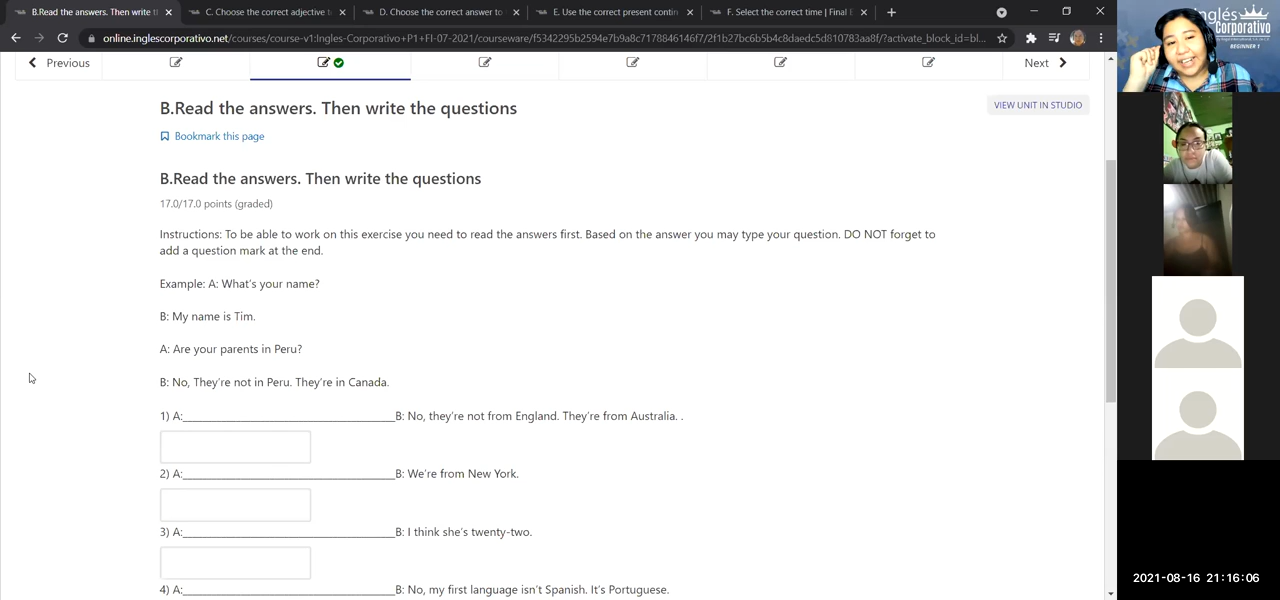 B.Read the answers. Then write th
C. Choose the correct adjective t
D. Choose the correct answer to
E. Use the correct present contin
F. Select the correct time | Final E
online.inglescorporativo.net/courses/course-v1:Ingles-Corporativo+P1+FI-07-2021/courseware/f5342295b2594e7b9a8c7178846146f7/2f1b27bc6b5b4c8daedc5d810783aa8f/?activate_block_id=bl...
Previous
Next
B.Read the answers. Then write the questions
VIEW UNIT IN STUDIO
Bookmark this page
B.Read the answers. Then write the questions
17.0/17.0 points (graded)
Instructions: To be able to work on this exercise you need to read the answers first. Based on the answer you may type your question. DO NOT forget to
add a question mark at the end.
Example: A: What's your name?
B: My name is Tim.
A: Are your parents in Peru?
B: No, They're not in Peru. They're in Canada.
1) A:___________________________________B: No, they're not from England. They're from Australia. .
2) A:___________________________________B: We're from New York.
3) A:___________________________________B: I think she's twenty-two.
4) A:___________________________________B: No, my first language isn't Spanish. It's Portuguese.
inglés
Corporativo
BEGINNER 1
2021-08-16 21:16:06